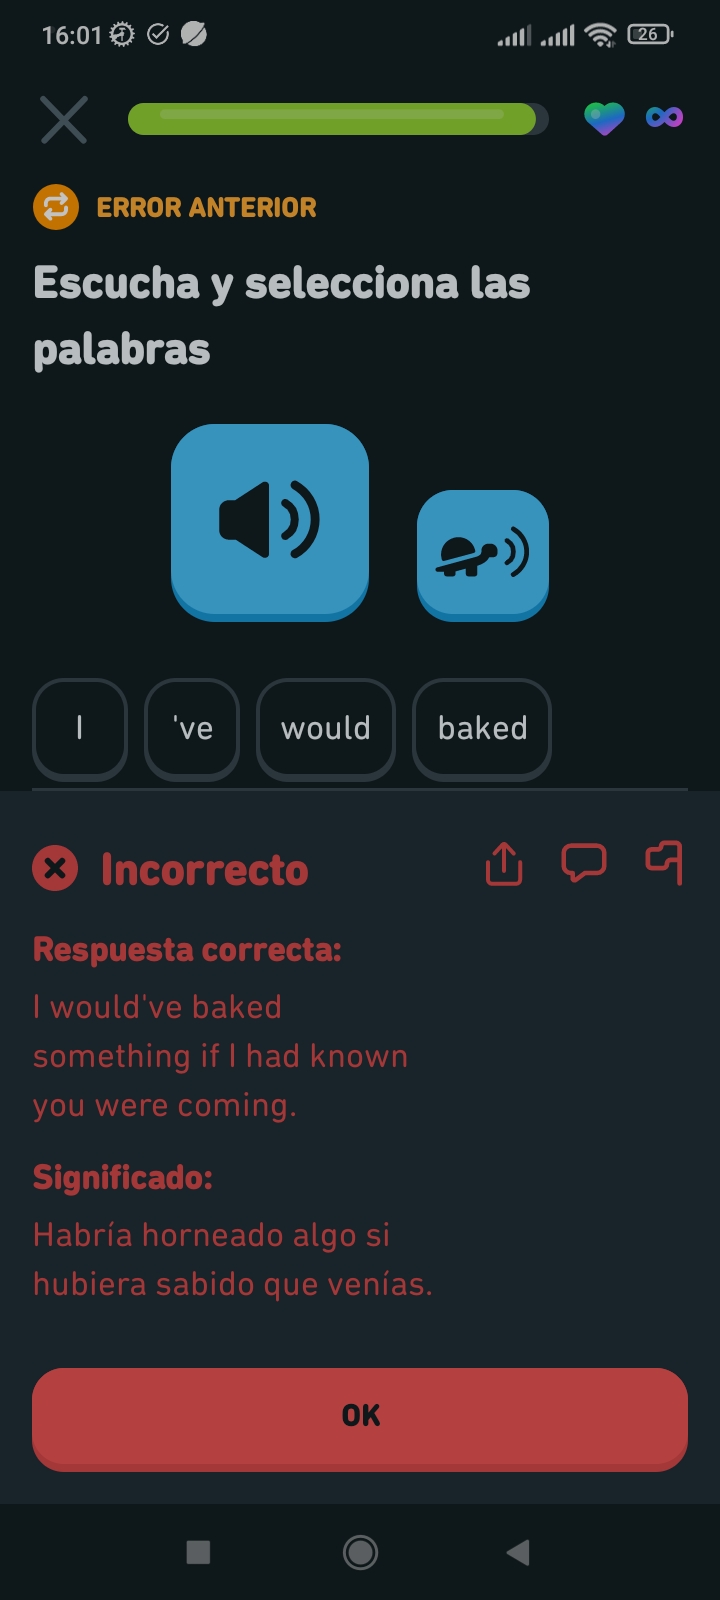 16:01
26
ERROR ANTERIOR
Escucha y selecciona las
palabras
I 've would baked
Incorrecto
Respuesta correcta:
I would've baked
something if I had known
you were coming.
Significado:
Habría horneado algo si
hubiera sabido que venías.
OK